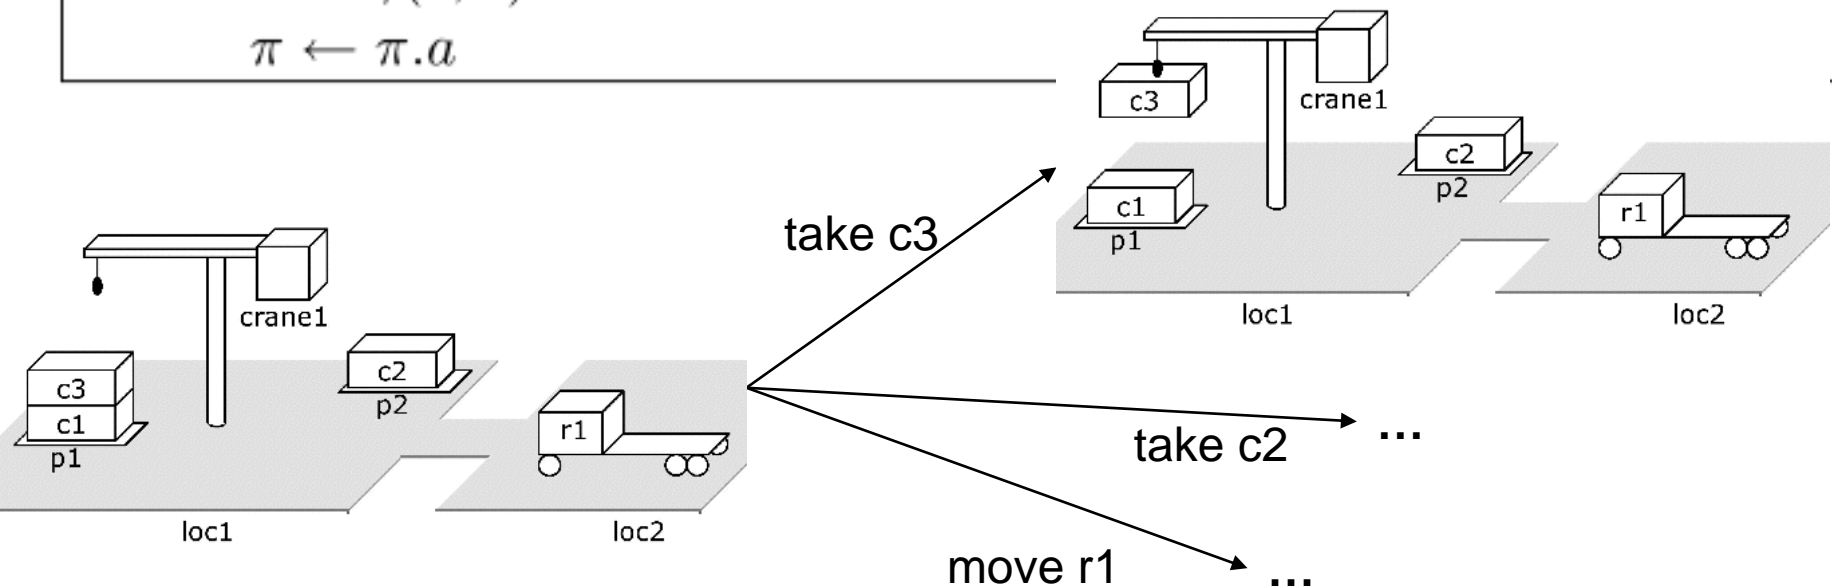 π ← π.a
c3
crane1
c2
p2
c1
p1
r1
loc1
loc2
take c3
crane1
c3
c1
p1
c2
p2
r1
loc1
loc2
take c2
...
move r1
...